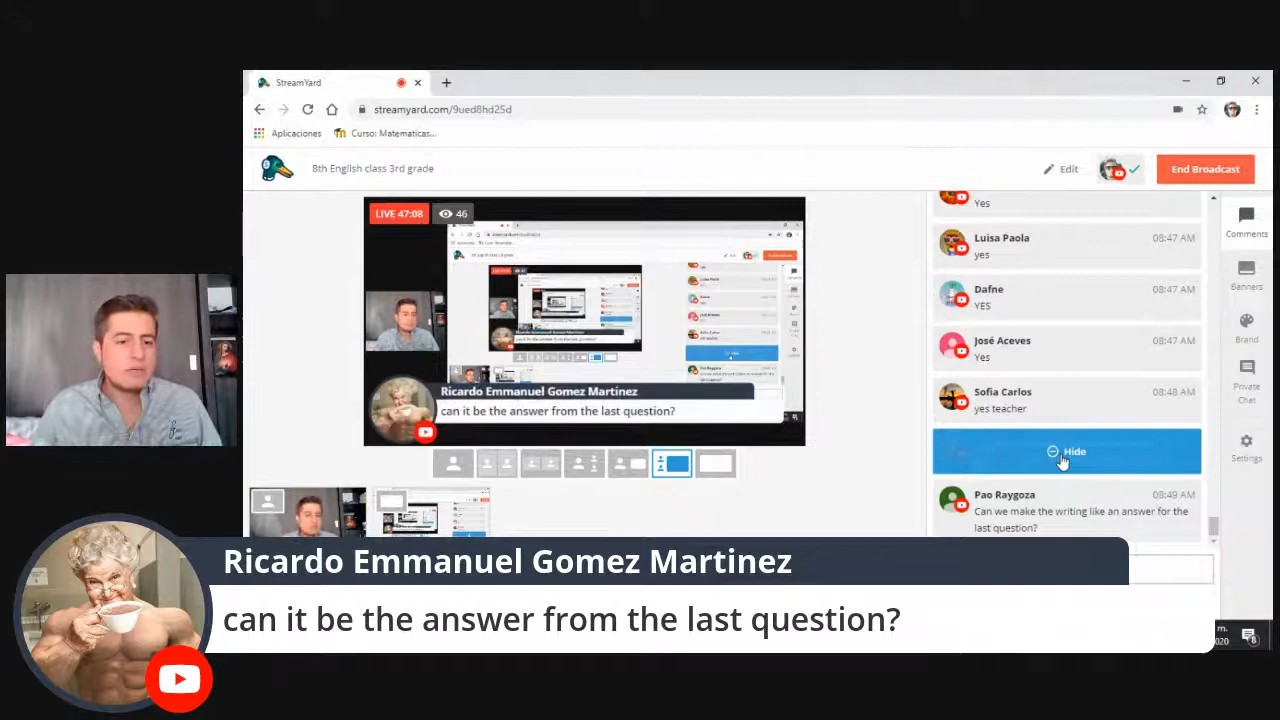 StreamYard
streamyard.com/9ued8hd25d
Aplicaciones
Curso: Matematicas...
8th English class 3rd grade
Edit
End Broadcast
LIVE 47:08
46
Ricardo Emmanuel Gomez Martinez
can it be the answer from the last question?
Yes
Luisa Paola
08:47 AM
yes
Dafne
08:47 AM
YES
José Aceves
08:47 AM
Yes
Sofia Carlos
08:48 AM
yes teacher
Hide
Pao Raygoza
08:49 AM
Can we make the writing like an answer for the
last question?
Comments
Banners
Brand
Private
Chat
Settings
Ricardo Emmanuel Gomez Martinez
can it be the answer from the last question?
m.
020
8